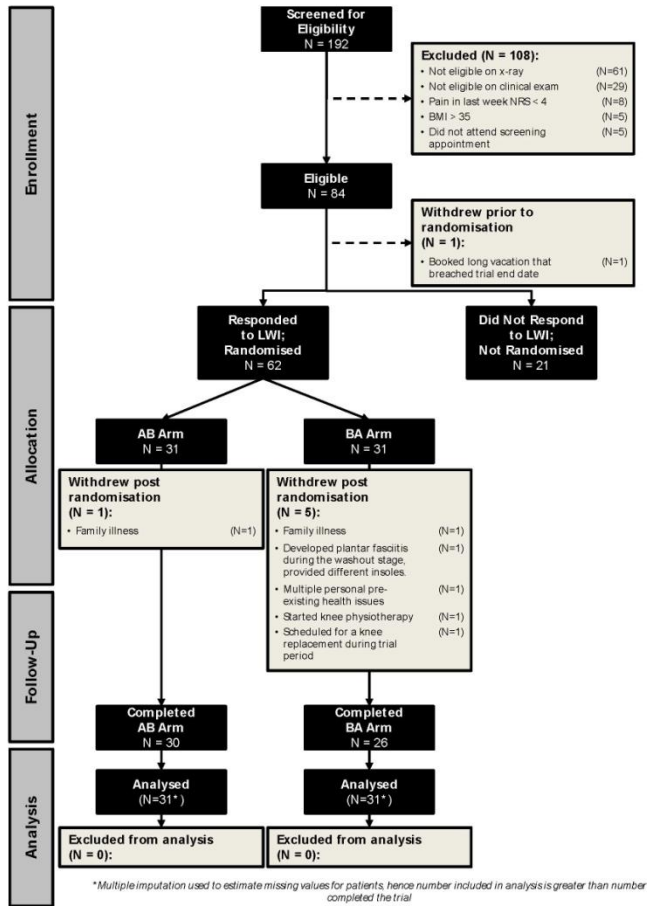 Enrollment
Screened for
Eligibility
N = 192
Excluded (N = 108):
• Not eligible on x-ray (N=61)
• Not eligible on clinical exam (N=29)
• Pain in last week NRS < 4 (N=8)
• BMI > 35 (N=5)
• Did not attend screening (N=5)
appointment
Eligible
N = 84
Withdrew prior to
randomisation
(N = 1):
• Booked long vacation that (N=1)
breached trial end date
Allocation
Responded
to LWI;
Randomised
N = 62
Did Not Respond
to LWI;
Not Randomised
N = 21
AB Arm
N = 31
BA Arm
N = 31
Withdrew post
randomisation
(N = 1):
• Family illness (N=1)
Withdrew post
randomisation
(N = 5):
• Family illness (N=1)
• Developed plantar fasciitis (N=1)
during the washout stage,
provided different insoles.
• Multiple personal pre- (N=1)
existing health issues
• Started knee physiotherapy (N=1)
• Scheduled for a knee (N=1)
replacement during trial
period
Follow-Up
Completed
AB Arm
N = 30
Completed
BA Arm
N = 26
Analysis
Analysed
(N=31*)
Analysed
(N=31*)
Excluded from analysis
(N = 0):
Excluded from analysis
(N = 0):
*Multiple imputation used to estimate missing values for patients, hence number included in analysis is greater than number
completed the trial